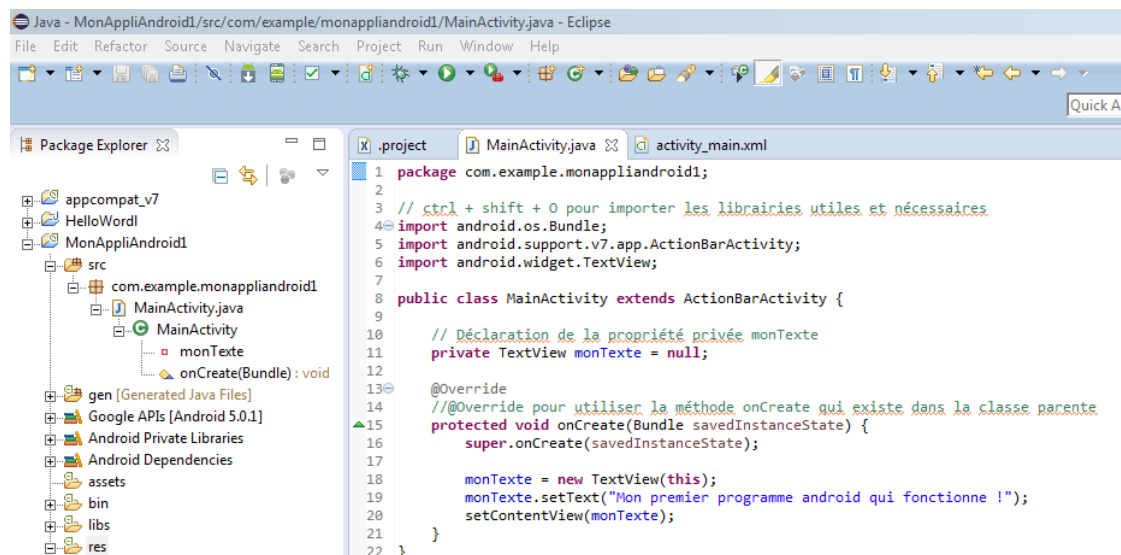 Java - MonAppliAndroid1/src/com/example/monappliandroid1/MainActivity.java - Eclipse
File Edit Refactor Source Navigate Search Project Run Window Help
Quick A
Package Explorer
appcompat_v7
HelloWordl
MonAppliAndroid1
src
com.example.monappliandroid1
MainActivity.java
MainActivity
monTexte
onCreate(Bundle) : void
gen [Generated Java Files]
Google APIs [Android 5.0.1]
Android Private Libraries
Android Dependencies
assets
bin
libs
res
.project MainActivity.java activity_main.xml
1 package com.example.monappliandroid1;
2
3 // ctrl + shift + O pour importer les librairies utiles et nécessaires
4 import android.os.Bundle;
5 import android.support.v7.app.ActionBarActivity;
6 import android.widget.TextView;
7
8 public class MainActivity extends ActionBarActivity {
9
10 // Déclaration de la propriété privée monTexte
11 private TextView monTexte = null;
12
13 @Override
14 //@Override pour utiliser la méthode onCreate qui existe dans la classe parente
15 protected void onCreate(Bundle savedInstanceState) {
16 super.onCreate(savedInstanceState);
17
18 monTexte = new TextView(this);
19 monTexte.setText("Mon premier programme android qui fonctionne !");
20 setContentView(monTexte);
21 }
22 }